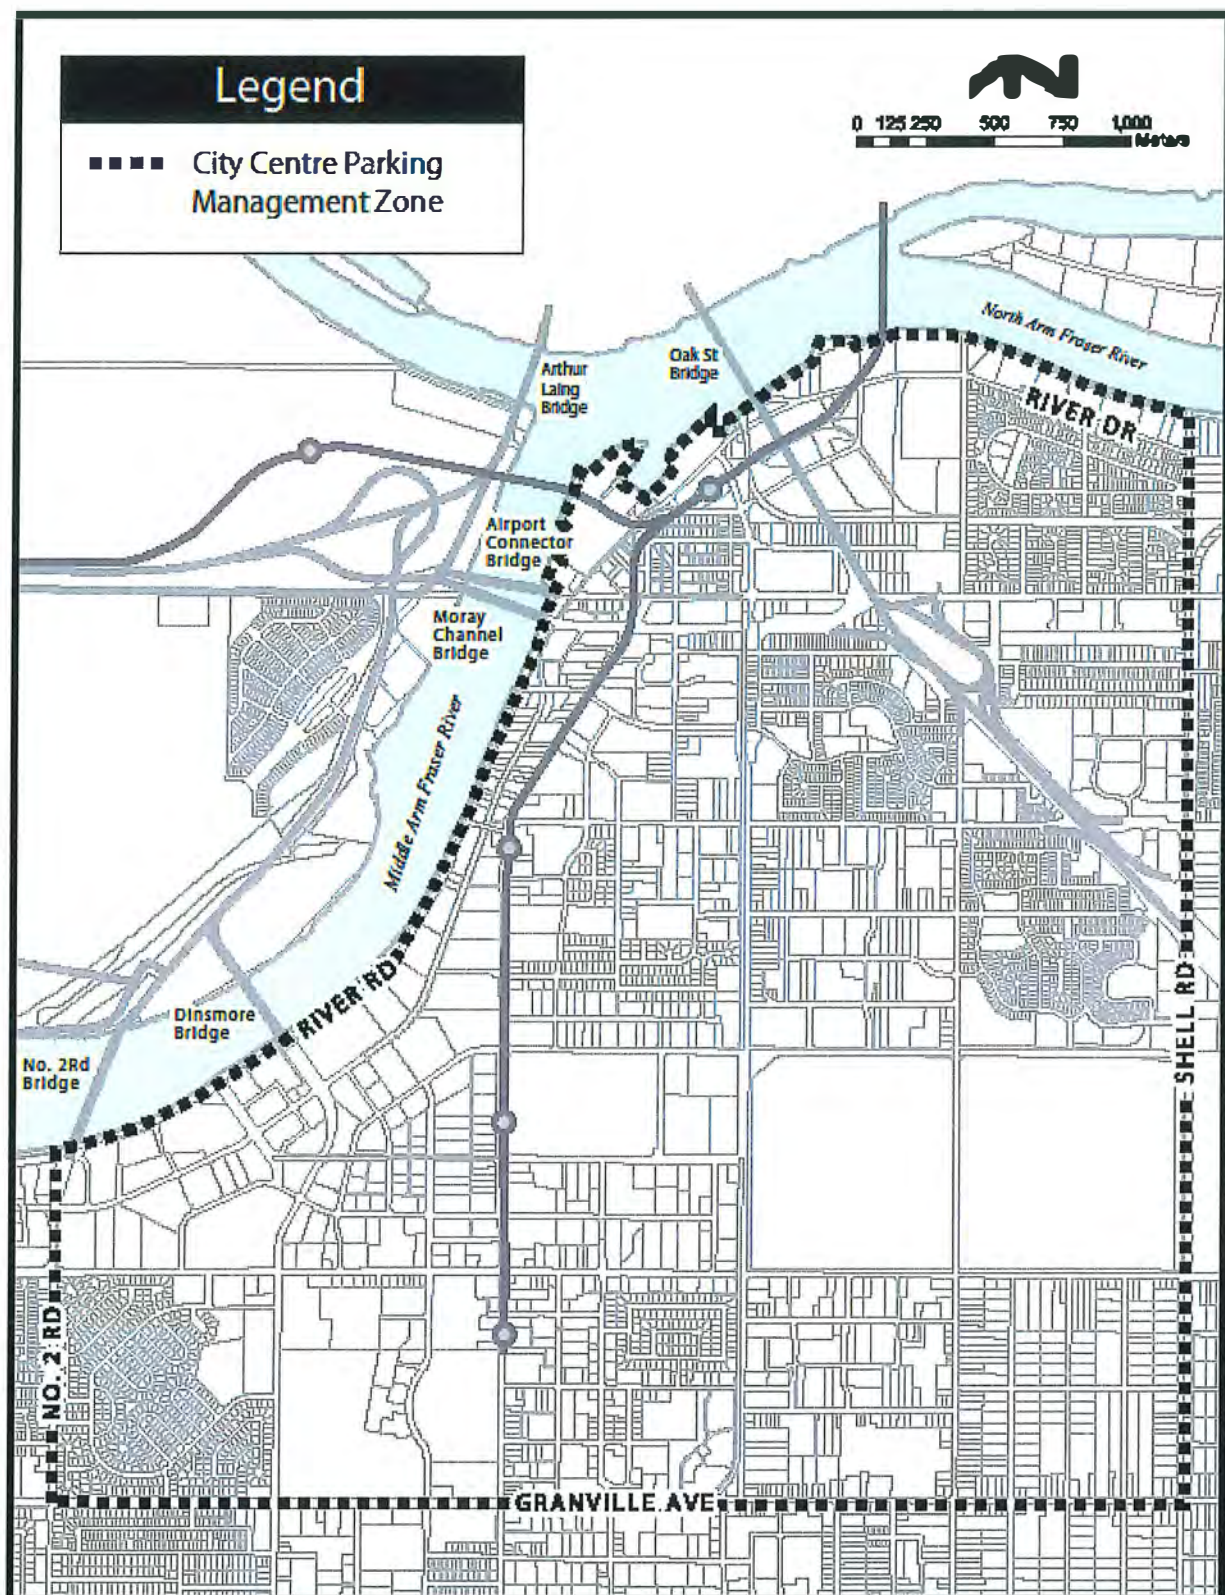 Legend
City Centre Parking
Management Zone
N
0 125 250 500 750 1,000
Meters
North Arm Fraser River
Oak St
Bridge
Arthur
Laing
Bridge
RIVER DR
Airport
Connector
Bridge
Moray
Channel
Bridge
Middle Arm Fraser River
RIVER RD
Dinsmore
Bridge
No. 2Rd
Bridge
SHELL RD
NO. 2 RD
GRANVILLE AVE